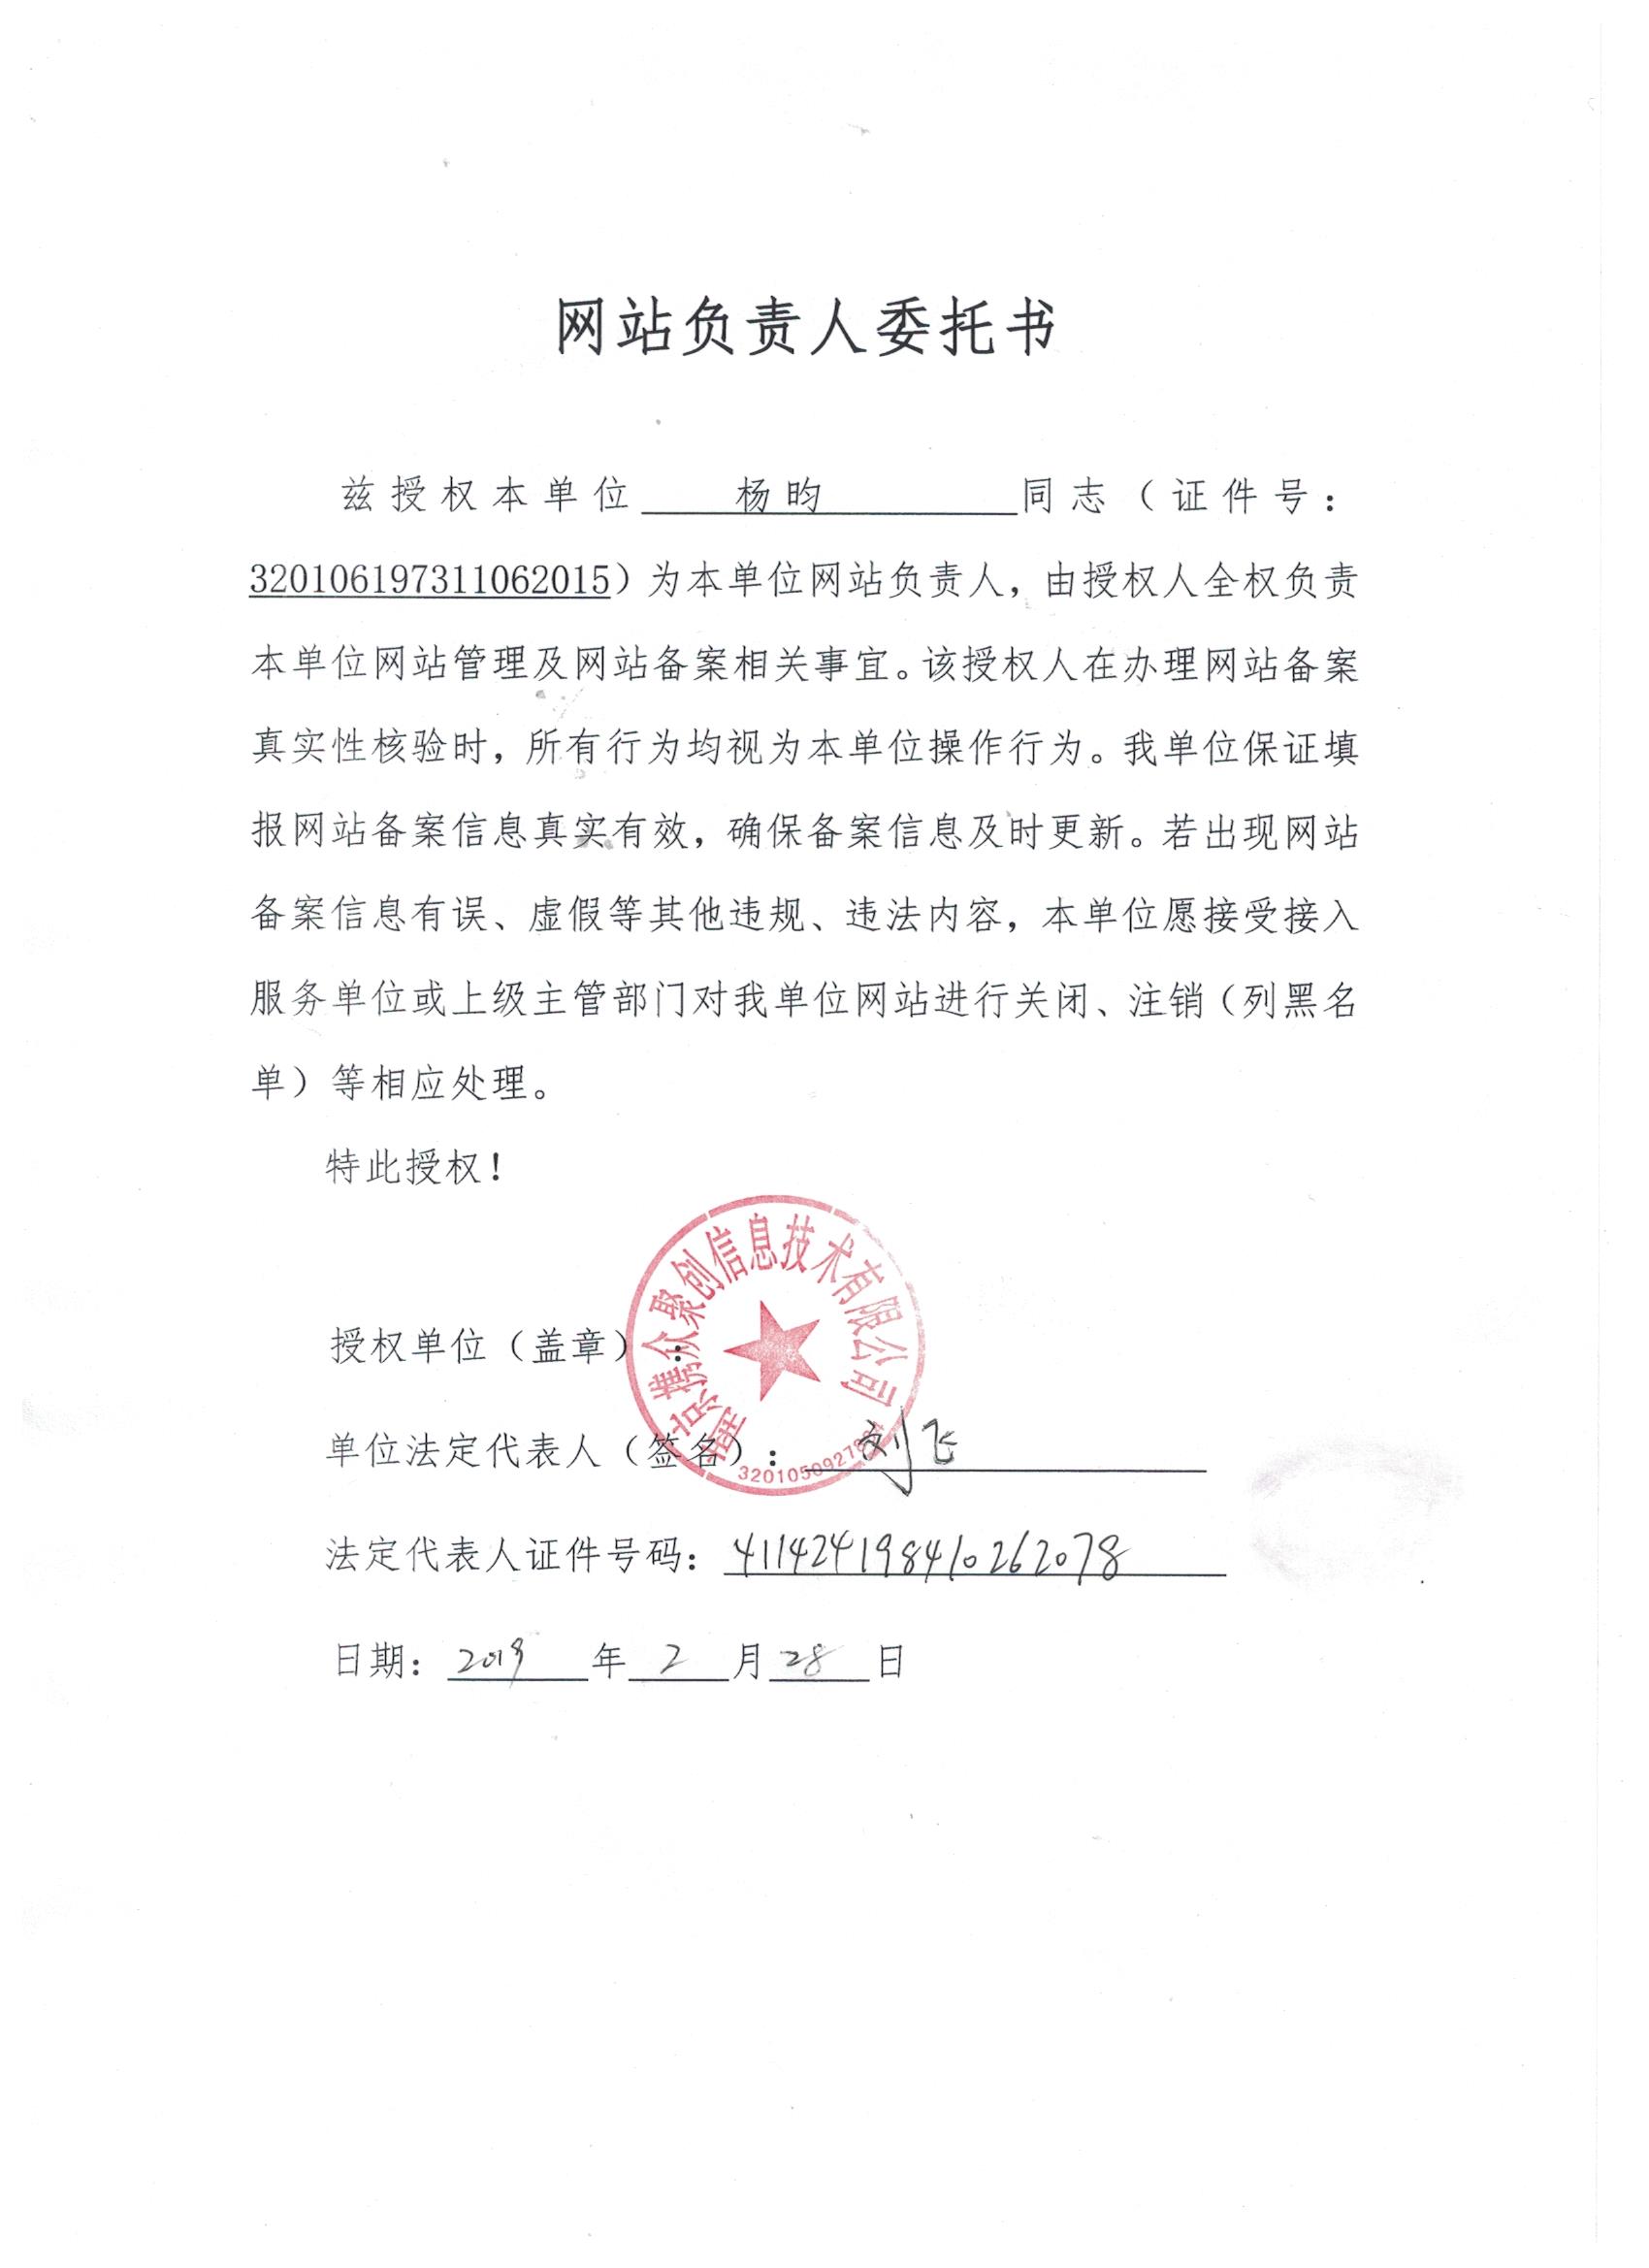 网站负责人委托书
兹授权本单位 杨昀 同志（证件号：
320106197311062015）为本单位网站负责人，由授权人全权负责
本单位网站管理及网站备案相关事宜。该授权人在办理网站备案
真实性核验时，所有行为均视为本单位操作行为。我单位保证填
报网站备案信息真实有效，确保备案信息及时更新。若出现网站
备案信息有误、虚假等其他违规、违法内容，本单位愿接受接入
服务单位或上级主管部门对我单位网站进行关闭、注销（列黑名
单）等相应处理。
特此授权！
京携众聚创信息技术有限公司
授权单位（盖章）：
单位法定代表人（签名）：刘飞
法定代表人证件号码：411424198410262078
日期：2019 年 2 月 28 日